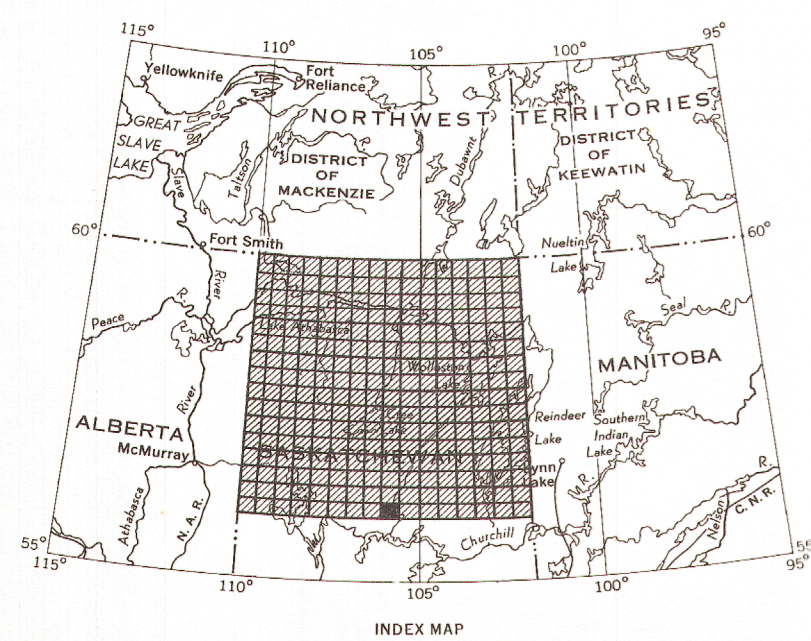 115°
110°
105°
100°
95°
Yellowknife
Fort
Reliance
R.
NORTHWEST TERRITORIES
GREAT
SLAVE
LAKE
Slave
Taltson
DISTRICT
OF
MACKENZIE
Dubawnt
DISTRICT
OF
KEEWATIN
60°
Fort Smith
River
Nueltin
Lake
60°
Peace
R.
Lake Athabasca
Seal R.
Wollaston
Lake
MANITOBA
River
Cree
Lake
ALBERTA
McMurray
SASKATCHEWAN
Reindeer
Lake
Southern
Indian
Lake
Lynn
Lake
Athabasca
N. A. R.
Churchill
R.
Nelson
R.
C. N. R.
55°
115°
110°
105°
100°
55
95°
INDEX MAP